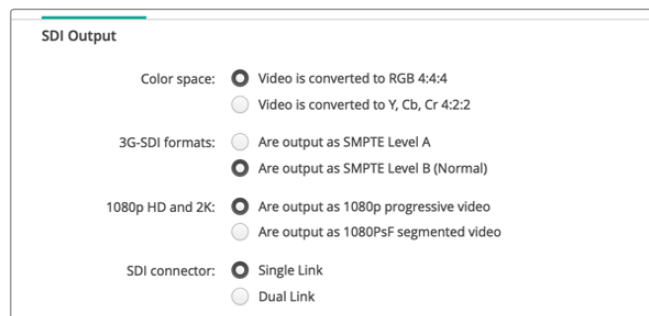 SDI Output
Color space: Video is converted to RGB 4:4:4
Video is converted to Y, Cb, Cr 4:2:2
3G-SDI formats: Are output as SMPTE Level A
Are output as SMPTE Level B (Normal)
1080p HD and 2K: Are output as 1080p progressive video
Are output as 1080PsF segmented video
SDI connector: Single Link
Dual Link